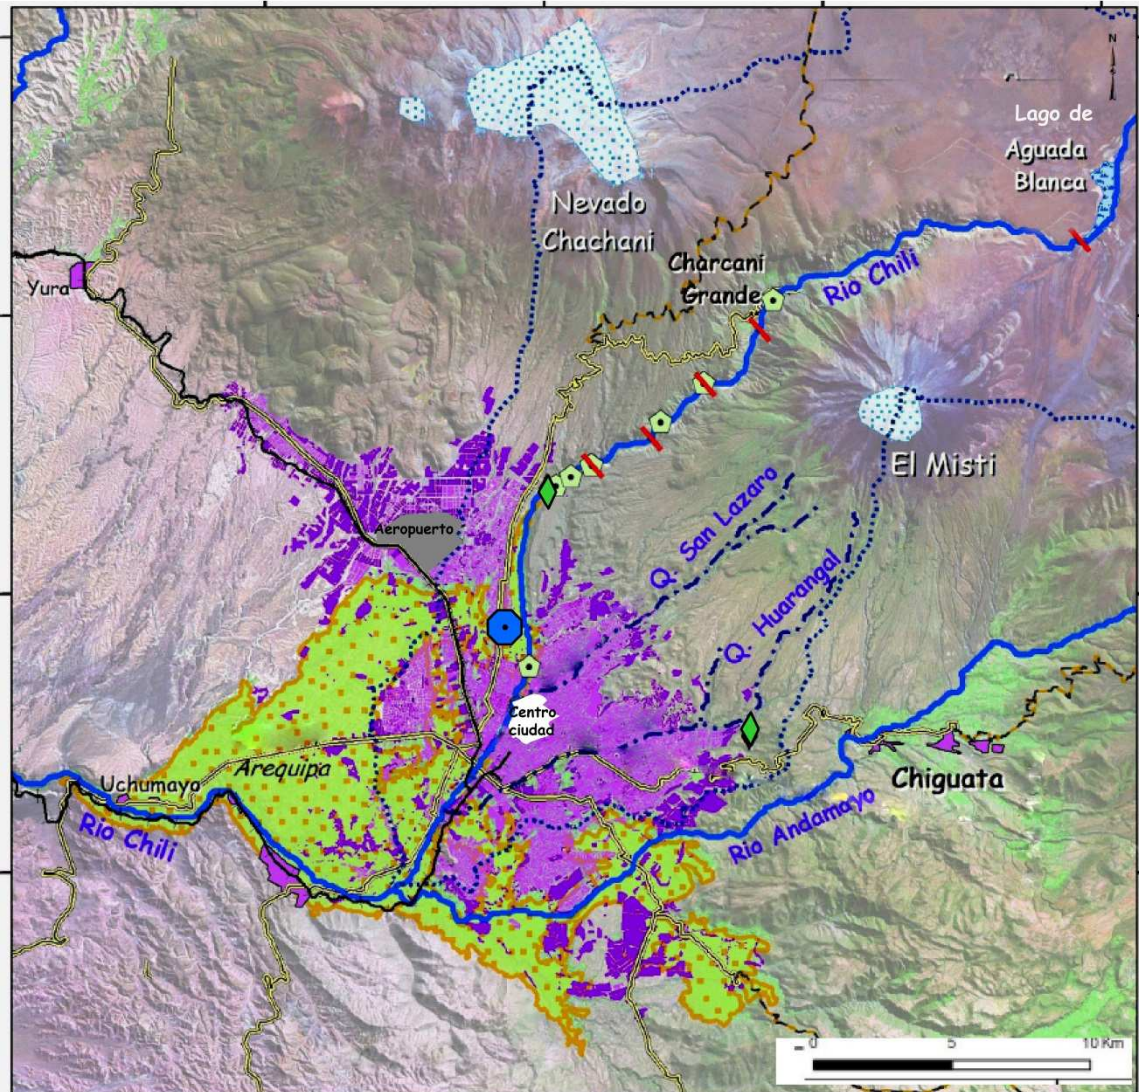 N
Lago de
Aguada
Blanca
Nevado
Chachani
Charcani
Grande
Rio Chili
Yura
El Misti
Q. San Lazaro
Aeropuerto
Q. Huarangal
Centro
ciudad
Arequipa
Uchumayo
Chiguata
Rio Chili
Rio Andamayo
0 5 10 Km